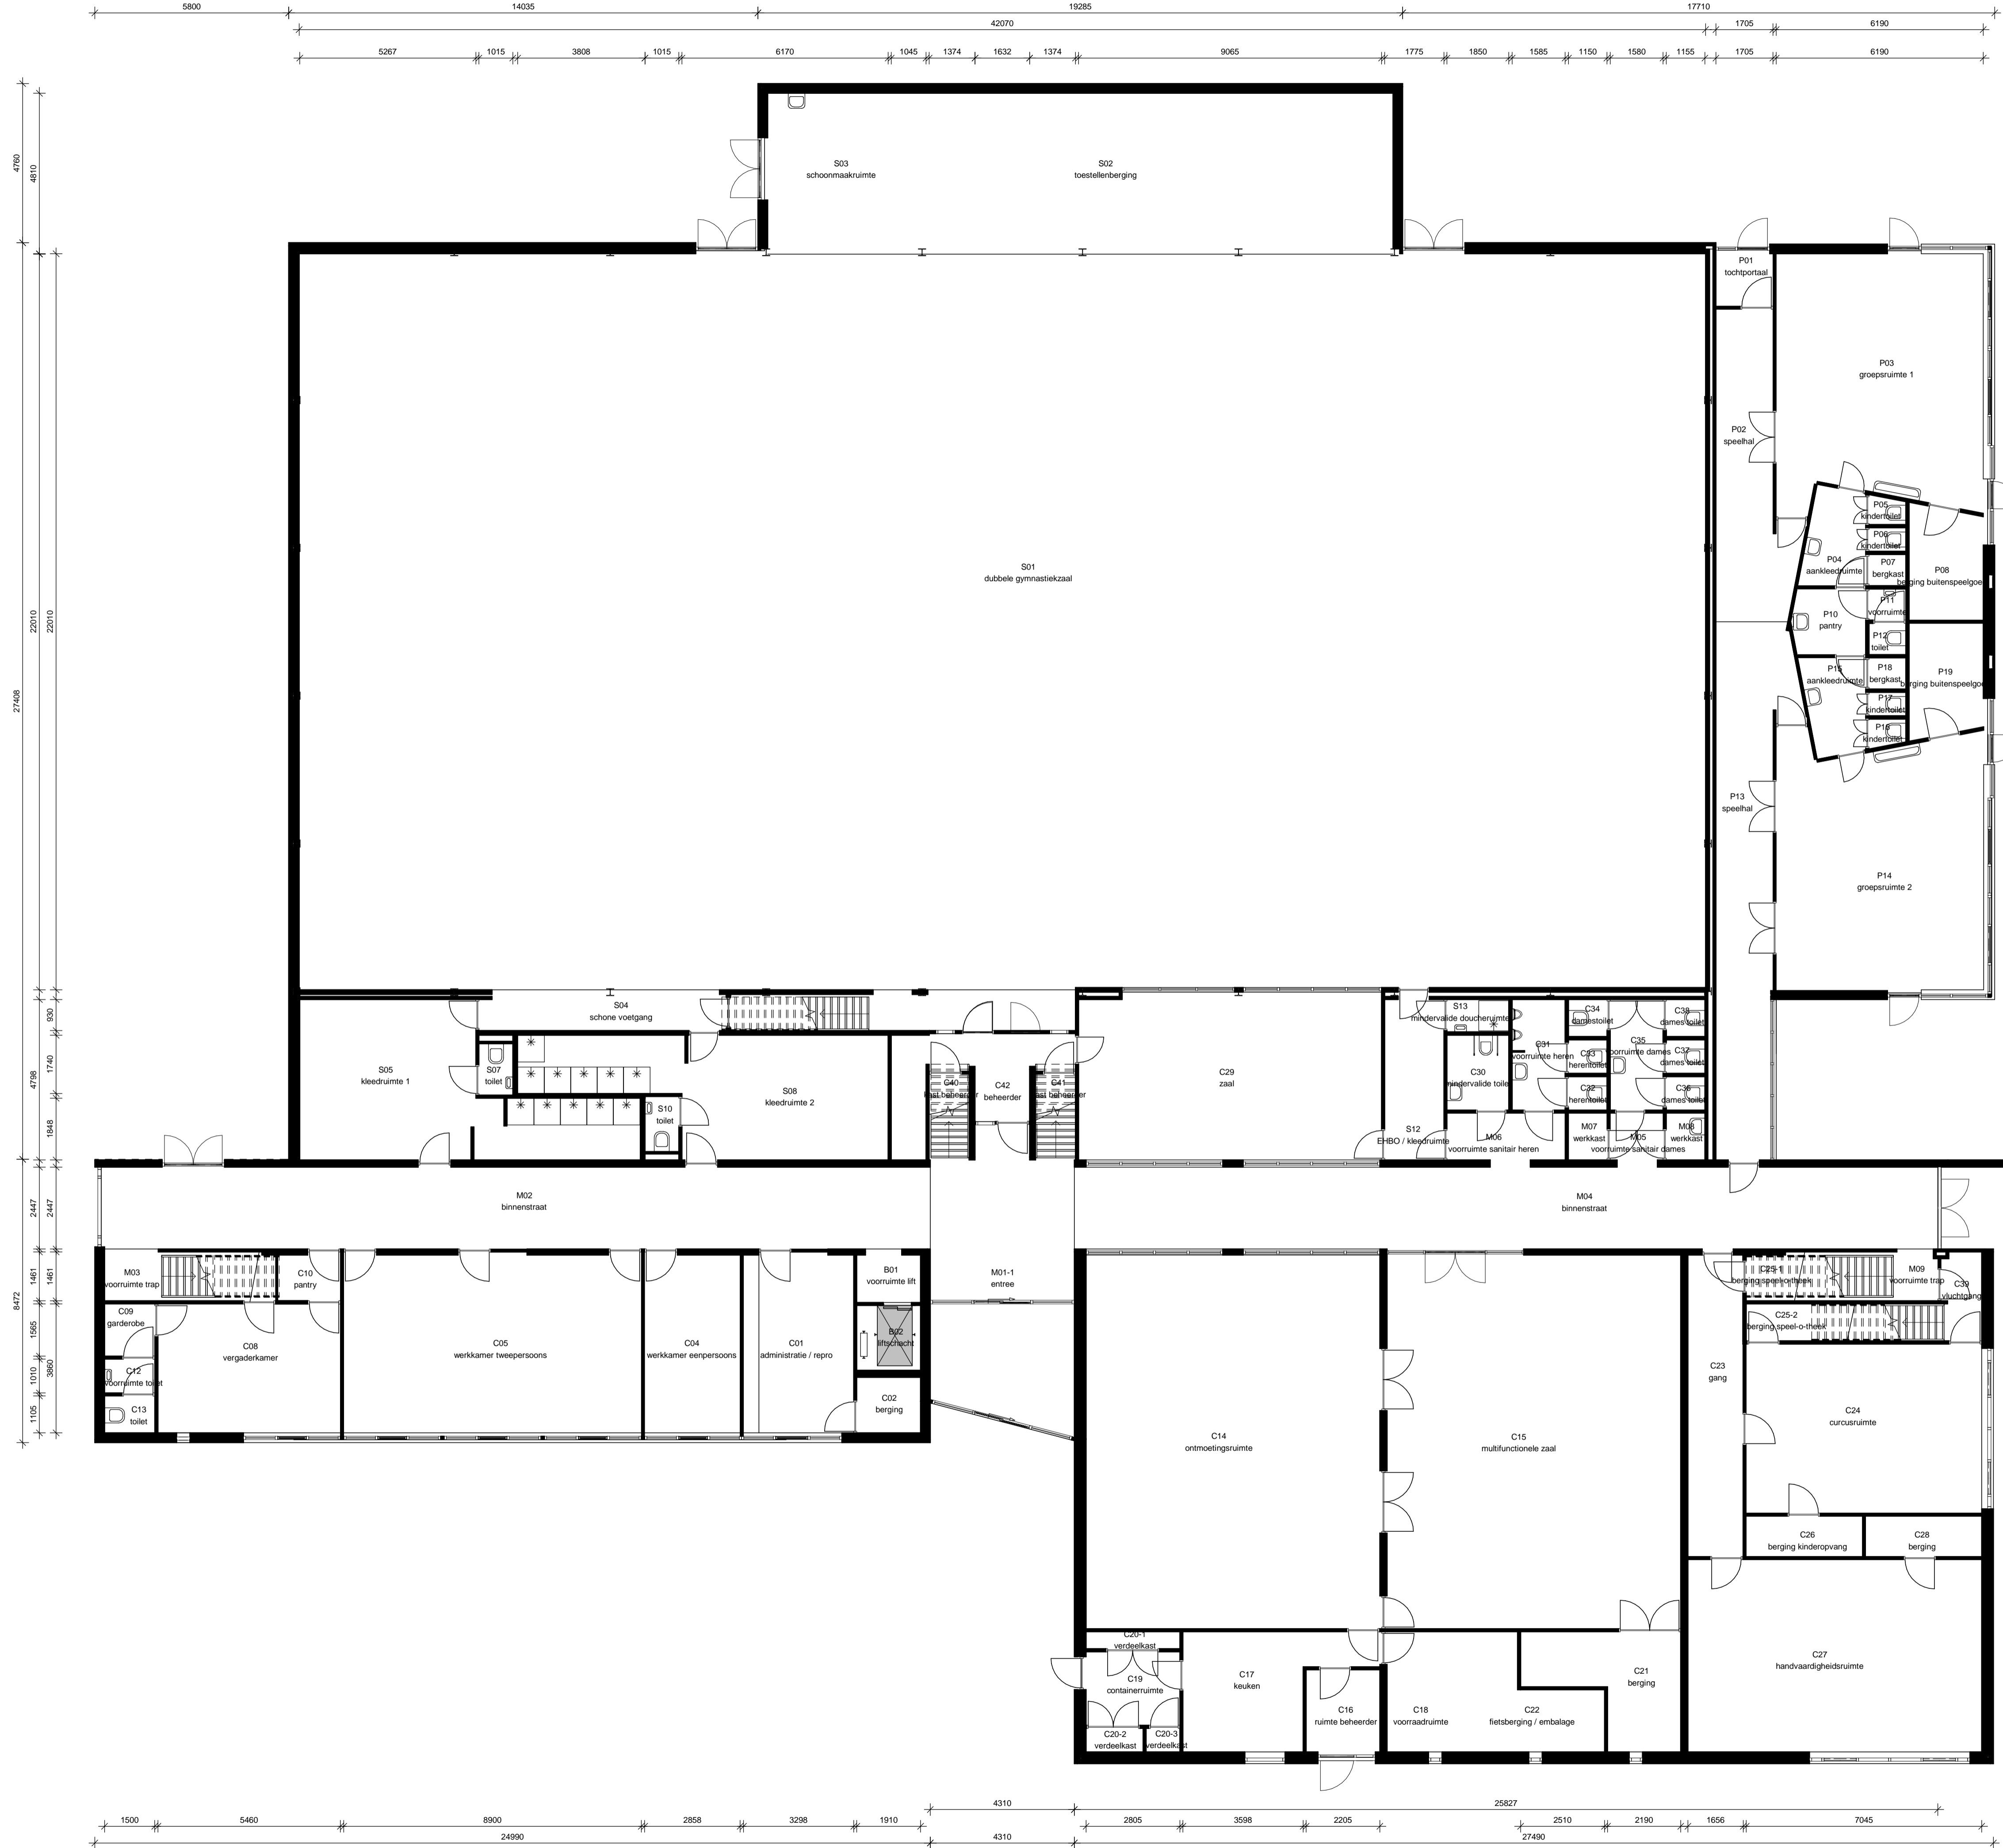 5800
14035
19285
17710
42070
1705
6190
5267
1015
3808
1015
6170
1045
1374
1632
1374
9065
1775
1850
1585
1150
1580
1155
1705
6190
4760
4810
27408
22010
22010
930
4798
1740
1848
2447
2447
8472
1461
1461
1565
3860
1010
1105
S03
schoonmaakruimte
S02
toestellenberging
P01
tochtportaal
P03
groepsruimte 1
P02
speelhal
S01
dubbele gymnastiekzaal
P05
kindertoilet
P06
kindertoilet
P04
aankleedruimte
P07
bergkast
P08
berging buitenspeelgoe
P10
pantry
P11
voorruimte
P12
toilet
P15
aankleedruimte
P18
bergkast
P19
berging buitenspeelgoe
P17
kindertoilet
P16
kindertoilet
P13
speelhal
P14
groepsruimte 2
S04
schone voetgang
S05
kleedruimte 1
S07
toilet
S08
kleedruimte 2
S10
toilet
C40
kast beheerder
C42
beheerder
C41
kast beheerder
C29
zaal
S13
mindervalide doucheruimte
C30
mindervalide toilet
S12
EHBO / kleedruimte
C31
voorruimte heren
C34
damestoilet
C33
herentoilet
C32
herentoilet
C35
voorruimte dames
C38
dames toilet
C37
dames toilet
C36
dames toilet
M06
voorruimte sanitair heren
M07
werkkast
M05
voorruimte sanitair dames
M08
werkkast
M02
binnenstraat
M04
binnenstraat
M03
voorruimte trap
C10
pantry
C09
garderobe
C08
vergaderkamer
C12
voorruimte toilet
C13
toilet
C05
werkkamer tweepersoons
C04
werkkamer eenpersoons
C01
administratie / repro
B01
voorruimte lift
B02
liftschacht
C02
berging
M01-1
entree
C14
ontmoetingsruimte
C15
multifunctionele zaal
C23
gang
C25-1
berging speel-o-theek
M09
voorruimte trap
C39
vluchtgang
C25-2
berging speel-o-theek
C24
curcusruimte
C26
berging kinderopvang
C28
berging
C27
handvaardigheidsruimte
C20-1
verdeelkast
C19
containerruimte
C20-2
verdeelkast
C20-3
verdeelkast
C17
keuken
C16
ruimte beheerder
C18
voorraadruimte
C22
fietsberging / embalage
C21
berging
4310
25827
1500
5460
8900
2858
3298
1910
2805
3598
2205
2510
2190
1656
7045
24990
4310
27490